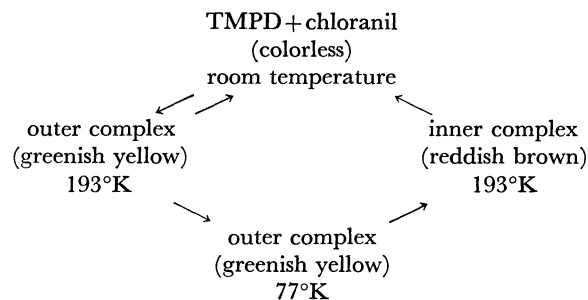 TMPD+chloranil
(colorless)
room temperature
outer complex
(greenish yellow)
193°K
inner complex
(reddish brown)
193°K
outer complex
(greenish yellow)
77°K